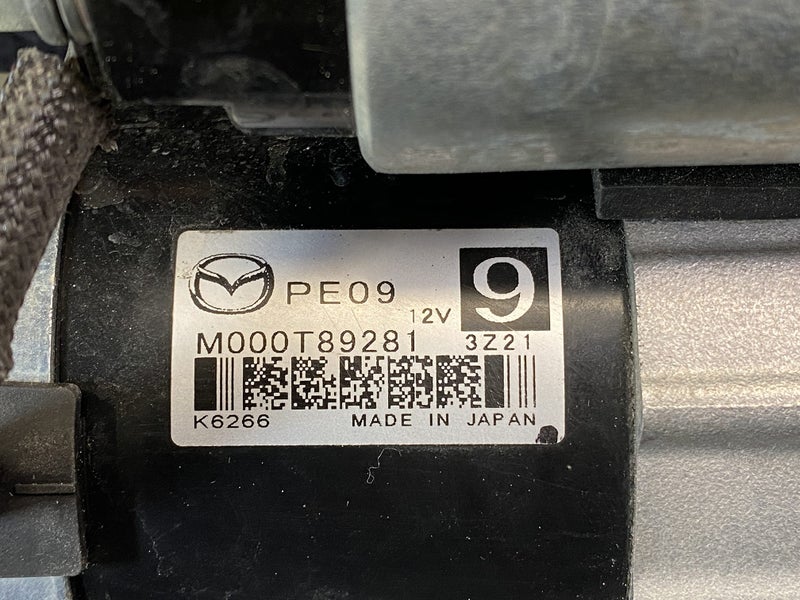 PE09
12V
9
M000T89281 3Z21
K6266 MADE IN JAPAN